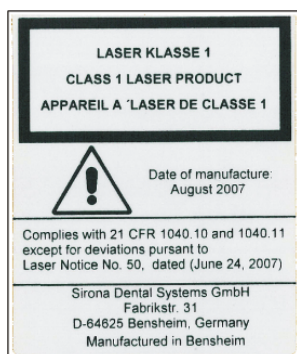 LASER KLASSE 1
CLASS 1 LASER PRODUCT
APPAREIL A ´LASER DE CLASSE 1
Date of manufacture:
August 2007
Complies with 21 CFR 1040.10 and 1040.11
except for deviations pursant to
Laser Notice No. 50,  dated (June 24, 2007)
Sirona Dental Systems GmbH
Fabrikstr. 31
D-64625 Bensheim, Germany
Manufactured in Bensheim